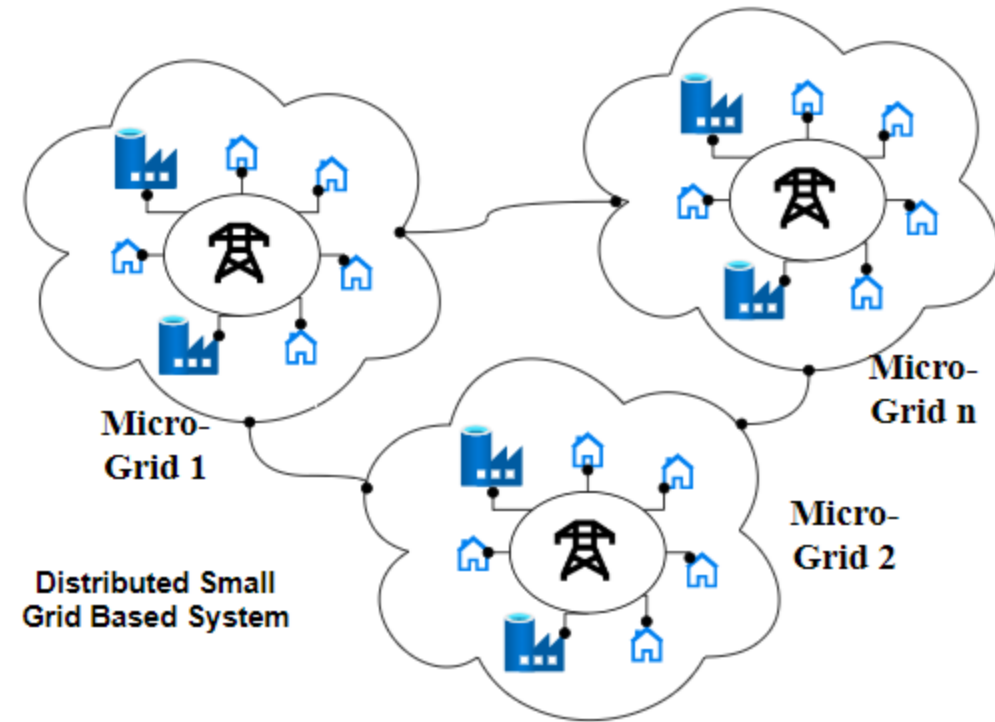 Micro-
Grid n
Micro-
Grid 1
Micro-
Grid 2
Distributed Small
Grid Based System